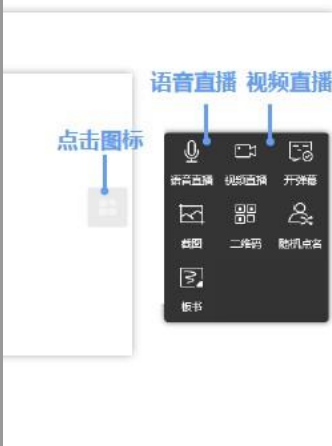 语音直播 视频直播
点击图标
语音直播 视频直播 开弹幕
截图 二维码 随机点名
板书